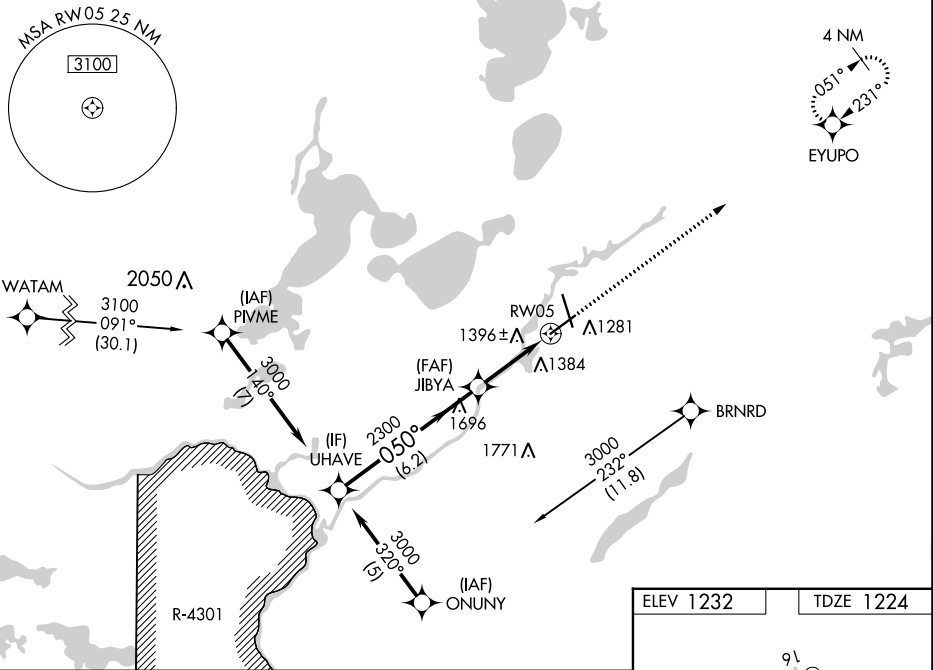 MSA RW05 25 NM
3100
4 NM
051°
231°
EYUPO
WATAM
2050
3100
091°
(30.1)
(IAF)
PIVME
3000
140°
(7)
RW05
1396±
1281
1384
(FAF)
JIBYA
1696
2300
050°
(6.2)
(IF)
UHAVE
1771
BRNRD
3000
232°
(11.8)
3000
320°
(5)
(IAF)
ONUNY
R-4301
ELEV 1232
TDZE 1224
16